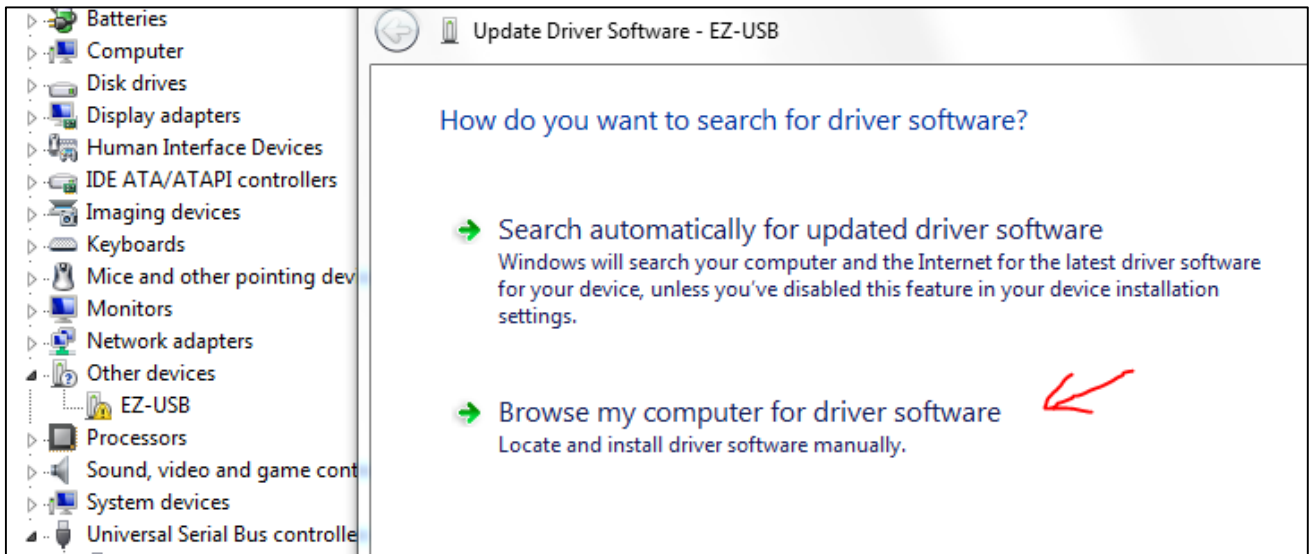 Batteries
Computer
Disk drives
Display adapters
Human Interface Devices
IDE ATA/ATAPI controllers
Imaging devices
Keyboards
Mice and other pointing dev
Monitors
Network adapters
Other devices
EZ-USB
Processors
Sound, video and game cont
System devices
Universal Serial Bus controlle
Update Driver Software - EZ-USB
How do you want to search for driver software?
Search automatically for updated driver software
Windows will search your computer and the Internet for the latest driver software
for your device, unless you've disabled this feature in your device installation
settings.
Browse my computer for driver software
Locate and install driver software manually.